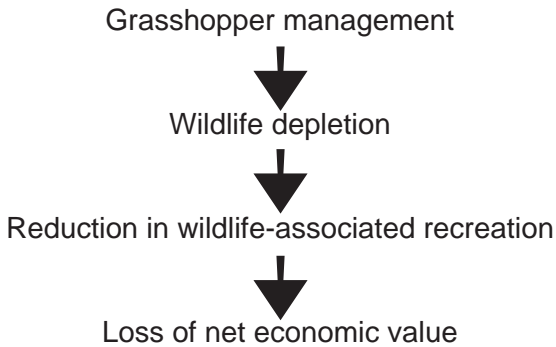 Grasshopper management
Wildlife depletion
Reduction in wildlife-associated recreation
Loss of net economic value